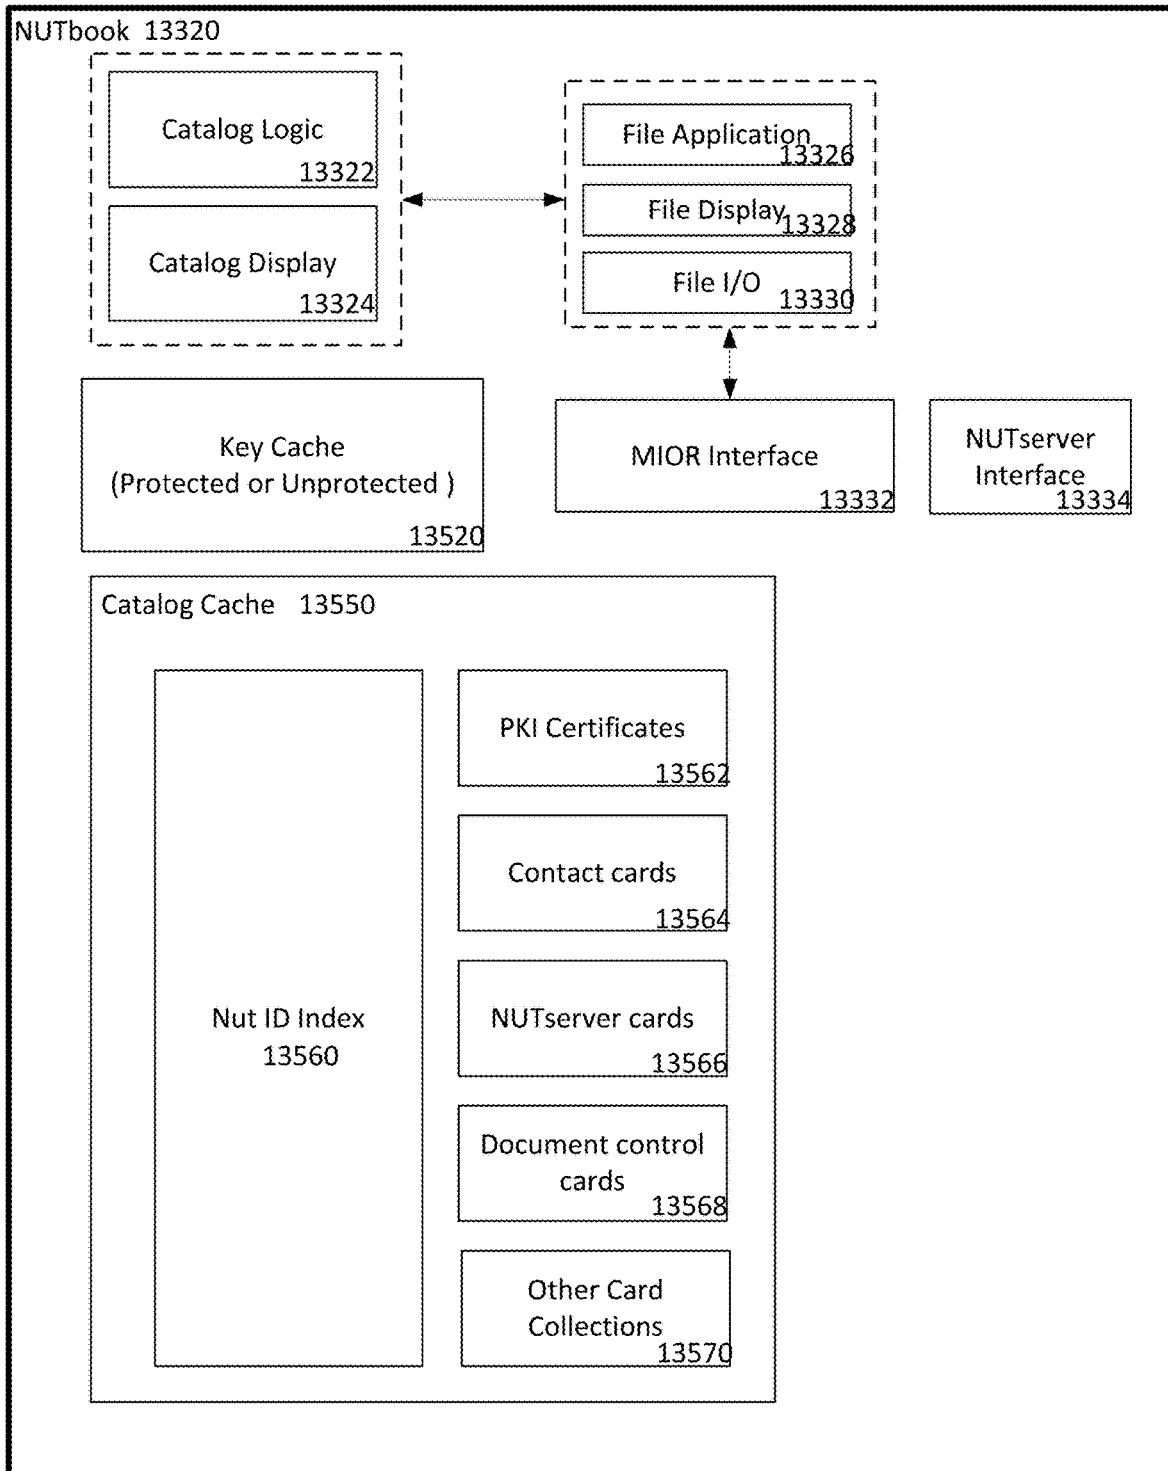 NUTbook 13320
Catalog Logic
13322
Catalog Display
13324
File Application
13326
File Display
13328
File I/O
13330
Key Cache
(Protected or Unprotected )
13520
MIOR Interface
13332
NUTserver
Interface
13334
Catalog Cache 13550
Nut ID Index
13560
PKI Certificates
13562
Contact cards
13564
NUTserver cards
13566
Document control
cards
13568
Other Card
Collections
13570